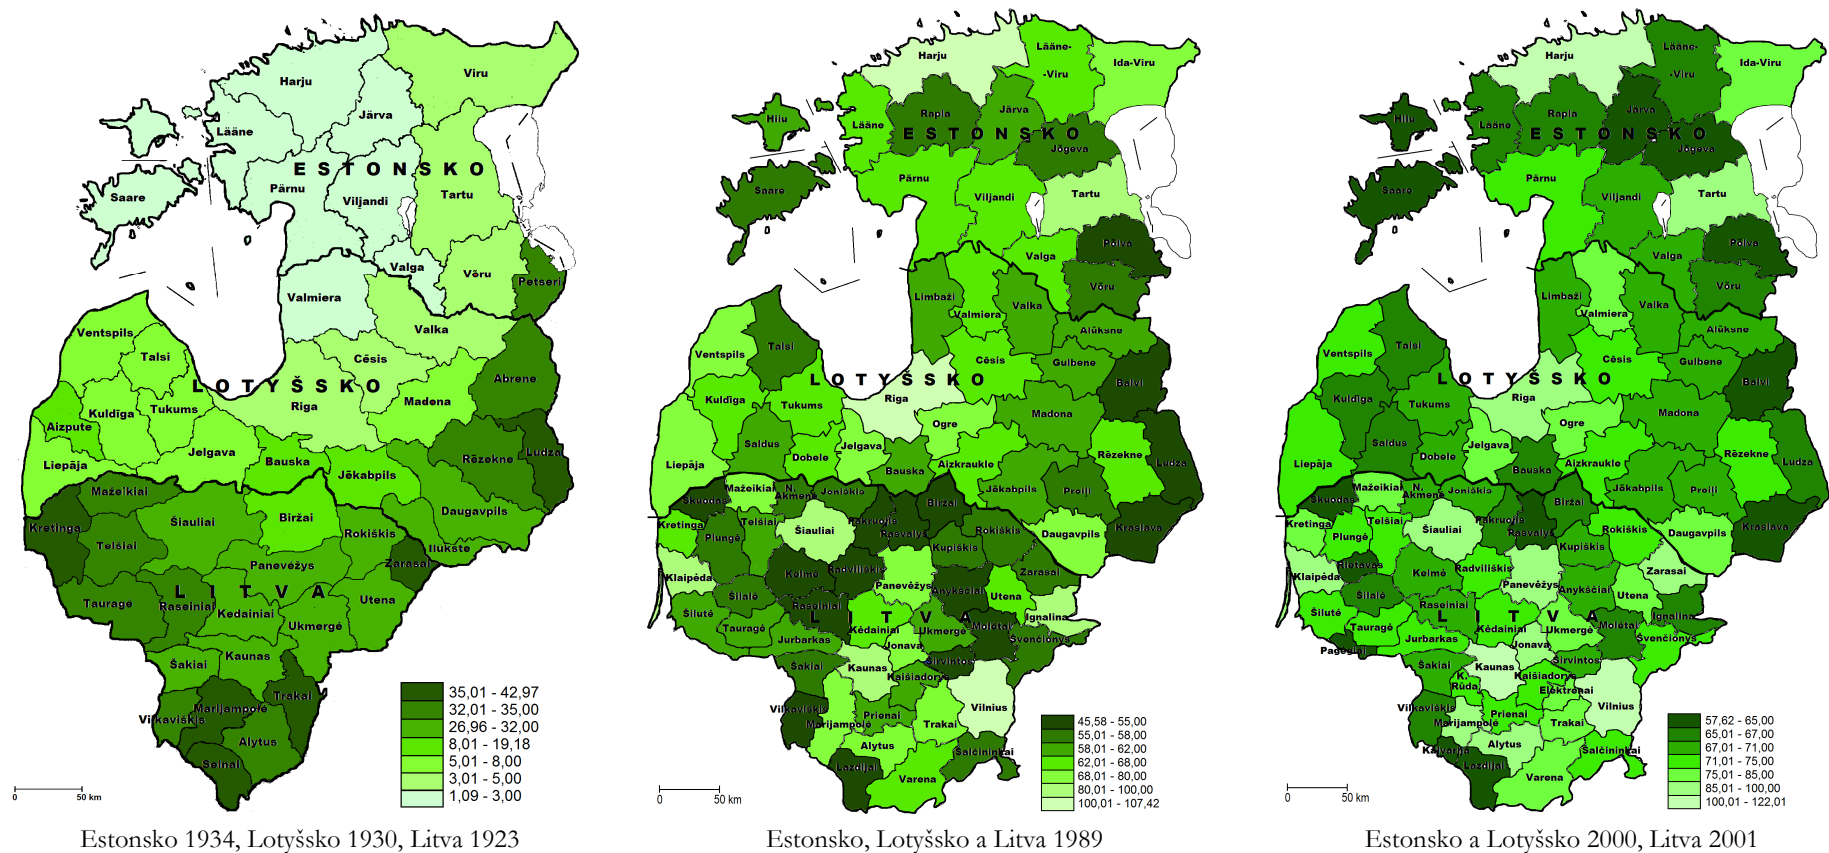 Harju
Viru
Järva
Lääne
ESTONSKO
Pärnu
Saare
Viljandi
Tartu
Valga
Võru
Petseri
Valmiera
Ventspils
Valka
Talsi
Cēsis
LOTYŠSKO
Abrene
Kuldīga
Tukums
Riga
Madona
Aizpute
Jelgava
Bauska
Rēzekne
Ludza
Liepāja
Jēkabpils
Mažeikiai
Kretinga
Šiauliai
Biržai
Daugavpils
Telšiai
Rokiškis
Ilukste
Panevėžys
Zarasai
LITVA
Taurage
Raseiniai
Kėdainiai
Utena
Ukmergė
Šakiai
Kaunas
Trakai
Marijampolė
Vilkaviškis
Alytus
Seinai
35,01 - 42,97
32,01 - 35,00
26,96 - 32,00
8,01 - 19,18
5,01 - 8,00
3,01 - 5,00
1,09 - 3,00
0 50 km
Estonsko 1934, Lotyšsko 1930, Litva 1923
Harju
Lääne-
-Viru
Ida-Viru
Hiiu
Lääne
Rapla
Järva
ESTONSKO
Jõgeva
Saare
Pärnu
Viljandi
Tartu
Põlva
Valga
Võru
Limbaži
Valmiera
Valka
Alūksne
Ventspils
Talsi
Cēsis
Gulbene
LOTYŠSKO
Balvi
Kuldīga
Tukums
Riga
Madona
Ogre
Saldus
Dobele
Jelgava
Bauska
Aizkraukle
Rēzekne
Ludza
Liepāja
Jēkabpils
Preiļi
Krāslava
Daugavpils
Skuodas
Mažeikiai
N.
Akmenė
Joniškis
Biržai
Kretinga
Telšiai
Šiauliai
Pakruojis
Pasvalys
Rokiškis
Plungė
Kupiškis
Klaipėda
Kelmė
Radviliškis
Panevėžys
Zarasai
Šilalė
Raseiniai
Anykščiai
Utena
Ignalina
Šilutė
LITVA
Tauragė
Jurbarkas
Kėdainiai
Ukmergė
Molėtai
Švenčionys
Jonava
Šakiai
Kaunas
Širvintos
Kaišiadorys
Vilkaviškis
Marijampolė
Prienai
Trakai
Vilnius
Alytus
Šalčininkai
Lazdijai
Varena
45,58 - 55,00
55,01 - 58,00
58,01 - 62,00
62,01 - 68,00
68,01 - 80,00
80,01 - 100,00
100,01 - 107,42
0 50 km
Estonsko, Lotyšsko a Litva 1989
Harju
Lääne-
-Viru
Ida-Viru
Hiiu
Lääne
Rapla
Järva
ESTONSKO
Jõgeva
Saare
Pärnu
Viljandi
Tartu
Põlva
Valga
Võru
Limbaži
Valmiera
Valka
Alūksne
Ventspils
Talsi
Cēsis
Gulbene
LOTYŠSKO
Balvi
Kuldīga
Tukums
Riga
Madona
Ogre
Saldus
Dobele
Jelgava
Bauska
Aizkraukle
Rēzekne
Ludza
Liepāja
Jēkabpils
Preiļi
Krāslava
Daugavpils
Skuodas
Mažeikiai
N.
Akmenė
Joniškis
Biržai
Kretinga
Telšiai
Šiauliai
Pakruojis
Pasvalys
Rokiškis
Plungė
Kupiškis
Klaipėda
Rietavas
Kelmė
Radviliškis
Panevėžys
Zarasai
Šilalė
Raseiniai
Anykščiai
Utena
Ignalina
Šilutė
LITVA
Tauragė
Jurbarkas
Kėdainiai
Ukmergė
Molėtai
Švenčionys
Pagėgiai
Jonava
Šakiai
Kaunas
Širvintos
Kaišiadorys
K.
Rūda
Elektrėnai
Vilkaviškis
Marijampolė
Prienai
Trakai
Vilnius
Kalvarija
Alytus
Šalčininkai
Lazdijai
Varena
57,62 - 65,00
65,01 - 67,00
67,01 - 71,00
71,01 - 75,00
75,01 - 85,00
85,01 - 100,00
100,01 - 122,01
0 50 km
Estonsko a Lotyšsko 2000, Litva 2001